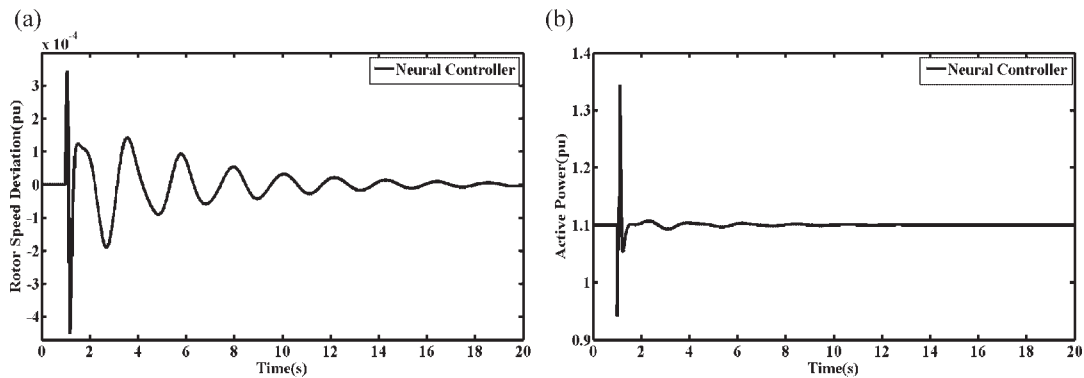 (a)
x 10⁻⁴
Neural Controller
3
2
1
0
-1
-2
-3
-4
Rotor Speed Deviation(pu)
0 2 4 6 8 10 12 14 16 18 20
Time(s)
(b)
Neural Controller
1.4
1.3
1.2
1.1
1
0.9
Active Power(pu)
0 2 4 6 8 10 12 14 16 18 20
Time(s)